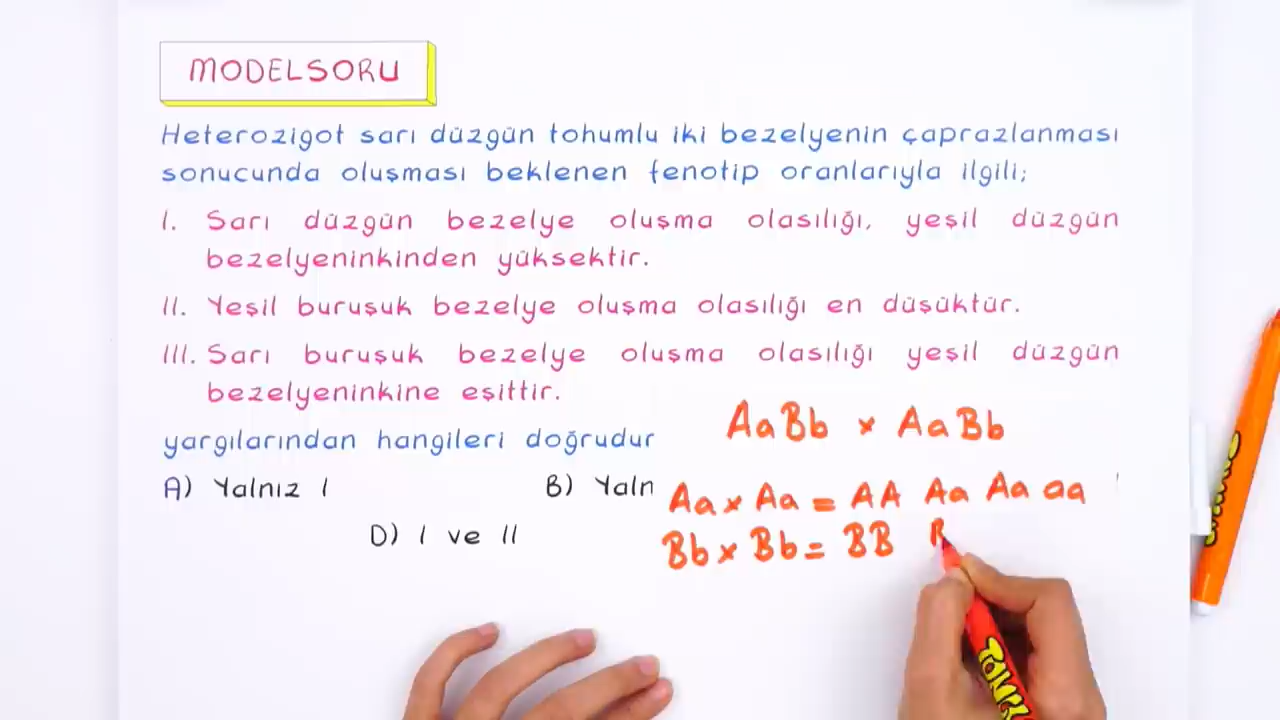 MODELSORU
Heterozigot sarı düzgün tohumlu iki bezelyenin çaprazlanması
sonucunda oluşması beklenen fenotip oranlarıyla ilgili;
I. Sarı düzgün bezelye oluşma olasılığı, yeşil düzgün
bezelyeninkinden yüksektir.
II. Yeşil buruşuk bezelye oluşma olasılığı en düşüktür.
III. Sarı buruşuk bezelye oluşma olasılığı yeşil düzgün
bezelyeninkine eşittir.
yargılarından hangileri doğrudur
AaBb x AaBb
A) Yalnız I B) Yaln
Aa x Aa = AA Aa Aa aa
D) I ve II
Bb x Bb = BB